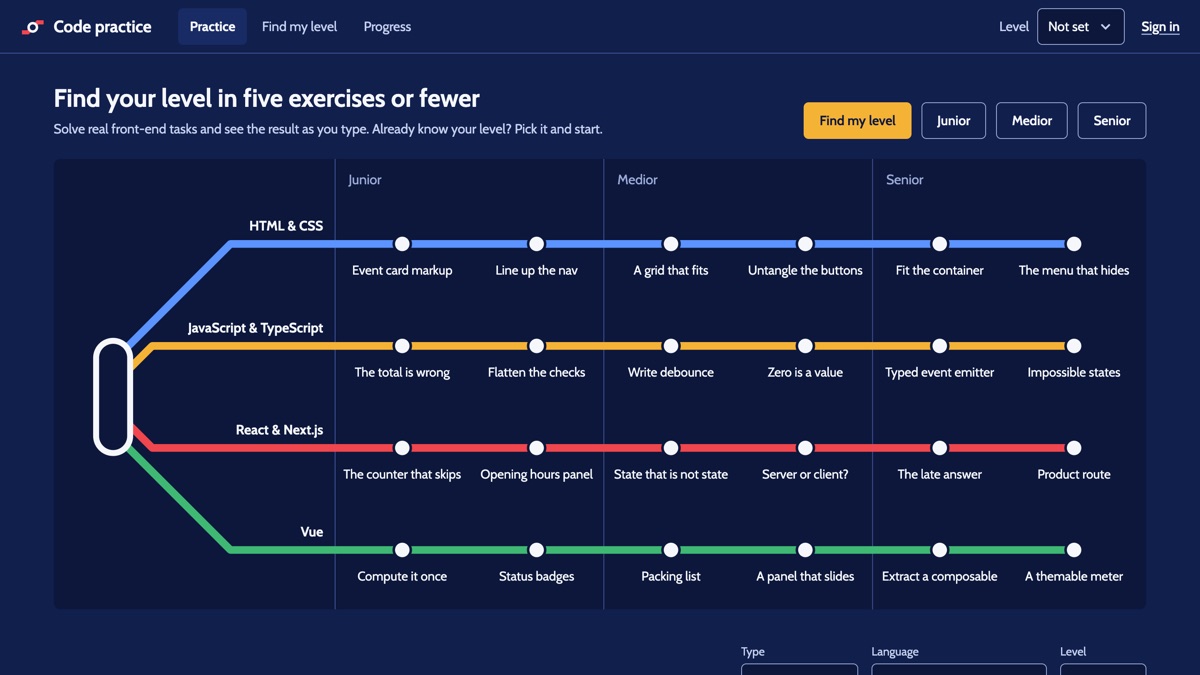 Code practice
Practice
Find my level
Progress
Level
Not set
Sign in
Find your level in five exercises or fewer
Solve real front-end tasks and see the result as you type. Already know your level? Pick it and start.
Find my level
Junior
Medior
Senior
Junior
Medior
Senior
HTML & CSS
Event card markup
Line up the nav
A grid that fits
Untangle the buttons
Fit the container
The menu that hides
JavaScript & TypeScript
The total is wrong
Flatten the checks
Write debounce
Zero is a value
Typed event emitter
Impossible states
React & Next.js
The counter that skips
Opening hours panel
State that is not state
Server or client?
The late answer
Product route
Vue
Compute it once
Status badges
Packing list
A panel that slides
Extract a composable
A themable meter
Type
Language
Level